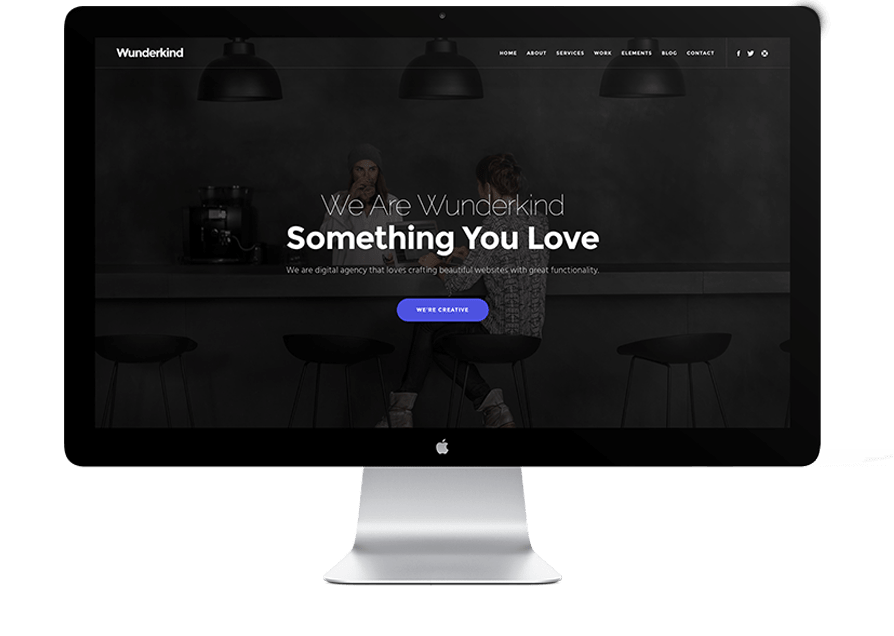 Wunderkind
HOME ABOUT SERVICES WORK ELEMENTS BLOG CONTACT
We Are Wunderkind
Something You Love
We are digital agency that loves crafting beautiful websites with great functionality.
WE'RE CREATIVE